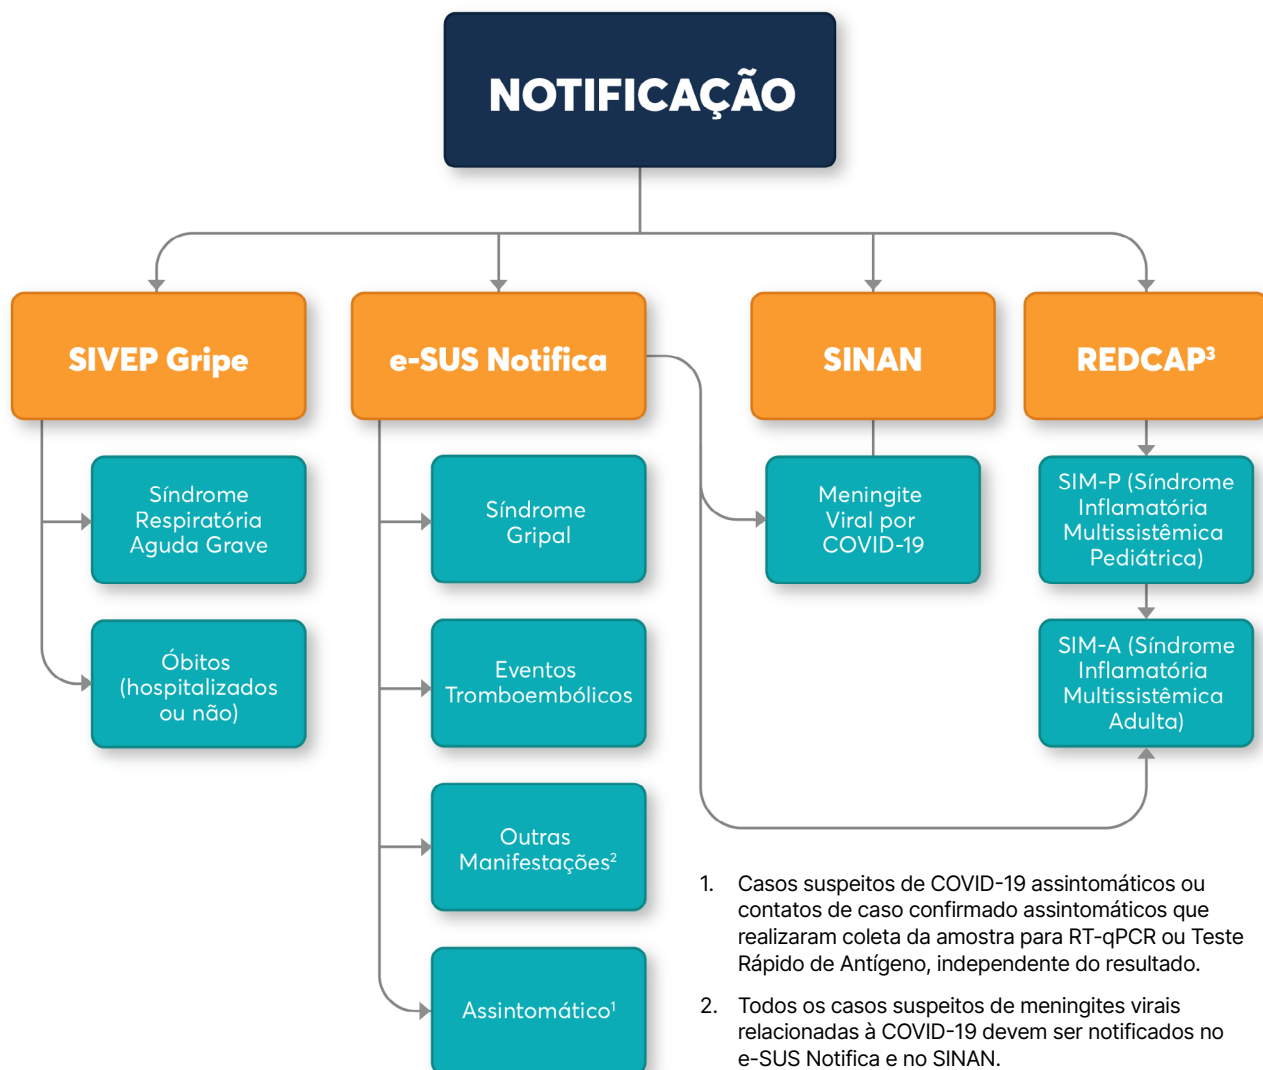 NOTIFICAÇÃO
SIVEP Gripe
e-SUS Notifica
SINAN
REDCAP³
Síndrome
Respiratória
Aguda Grave
Óbitos
(hospitalizados
ou não)
Síndrome
Gripal
Eventos
Tromboembólicos
Outras
Manifestações²
Assintomático¹
Meningite
Viral por
COVID-19
SIM-P (Síndrome
Inflamatória
Multissistêmica
Pediátrica)
SIM-A (Síndrome
Inflamatória
Multissistêmica
Adulta)
1. Casos suspeitos de COVID-19 assintomáticos ou
contatos de caso confirmado assintomáticos que
realizaram coleta da amostra para RT-qPCR ou Teste
Rápido de Antígeno, independente do resultado.
2. Todos os casos suspeitos de meningites virais
relacionadas à COVID-19 devem ser notificados no
e-SUS Notifica e no SINAN.